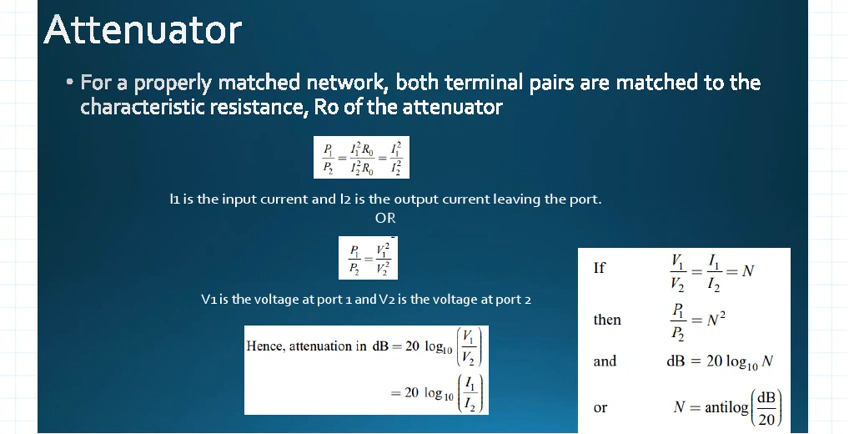 Attenuator
• For a properly matched network, both terminal pairs are matched to the
characteristic resistance, Ro of the attenuator
P₁/P₂ = I₁²R₀/I₂²R₀ = I₁²/I₂²
I1 is the input current and I2 is the output current leaving the port.
OR
P₁/P₂ = V₁²/V₂²
V1 is the voltage at port 1 and V2 is the voltage at port 2
Hence, attenuation in dB = 20 log₁₀ (V₁/V₂)
= 20 log₁₀ (I₁/I₂)
If V₁/V₂ = I₁/I₂ = N
then P₁/P₂ = N²
and dB = 20 log₁₀ N
or N = antilog(dB/20)